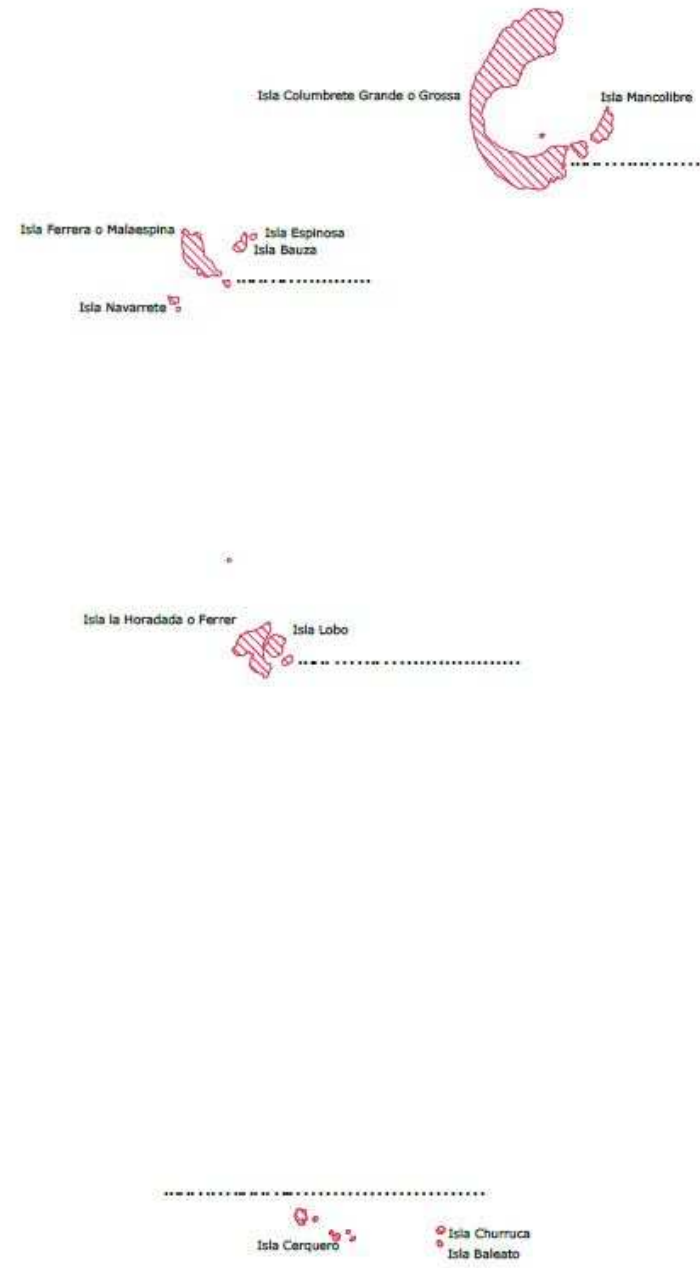 Isla Columbrete Grande o Grossa
Isla Mancolibre
Isla Ferrera o Malaespina
Isla Espinosa
Isla Bauza
Isla Navarrete
Isla la Horadada o Ferrer
Isla Lobo
Isla Cerquero
Isla Churruca
Isla Baleato